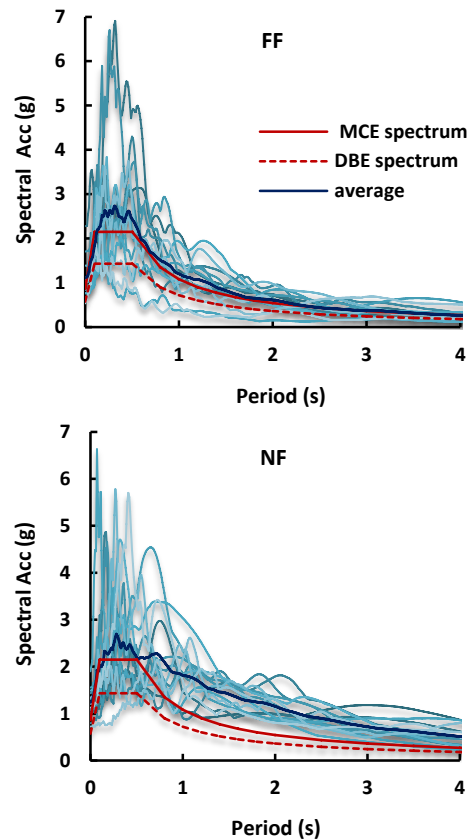 7
FF
6
5
MCE spectrum
4
DBE spectrum
3
average
2
1
0
Spectral Acc (g)
0 1 2 3 4
Period (s)
7
NF
6
5
4
3
2
1
0
Spectral Acc (g)
0 1 2 3 4
Period (s)